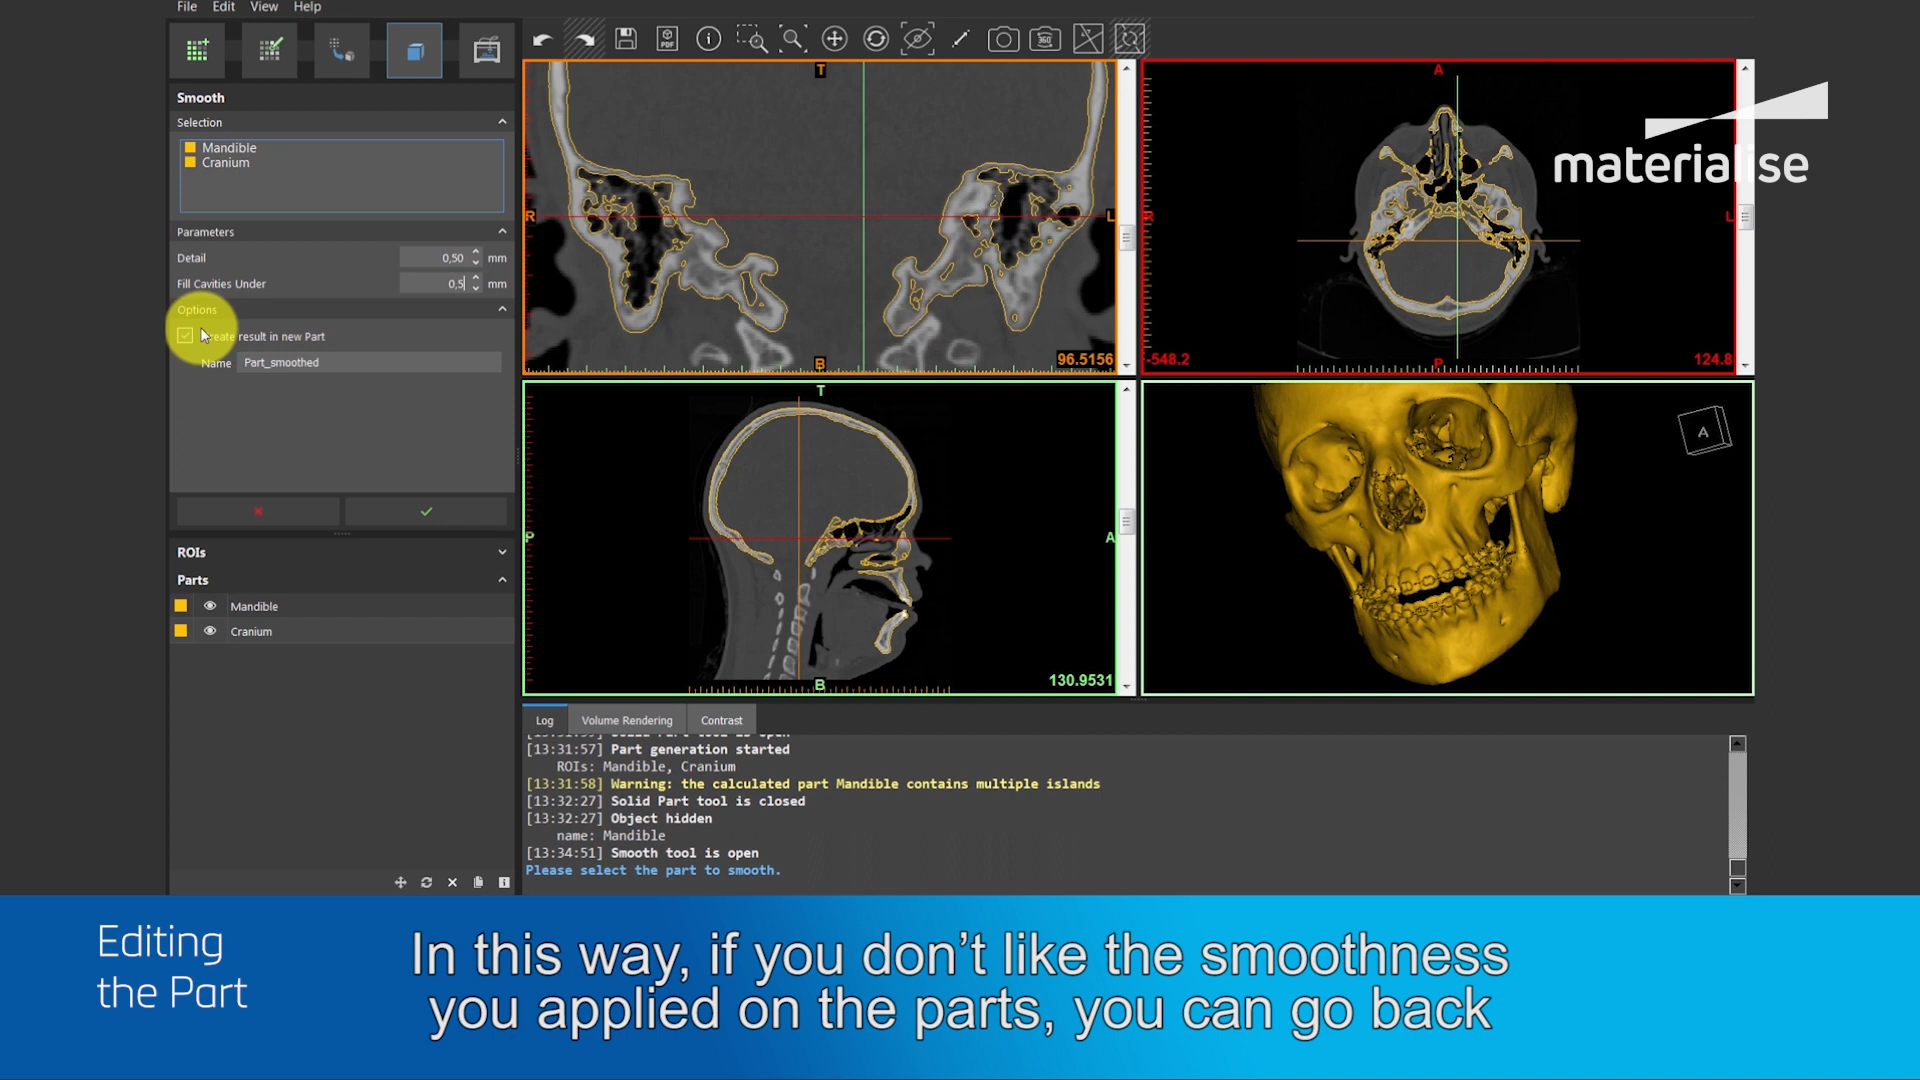 File Edit View Help
Smooth
Selection
Mandible
Cranium
Parameters
Detail 0,50 mm
Fill Cavities Under 0,5 mm
Options
Create result in new Part
Name Part_smoothed
ROIs
Parts
Mandible
Cranium
PDF
360
T
R
L
B
96.5156
A
R
L
P
-548.2
124.8
materialise
T
P
A
B
130.9531
A
Log Volume Rendering Contrast
[13:31:57] Part generation started
ROIs: Mandible, Cranium
[13:31:58] Warning: the calculated part Mandible contains multiple islands
[13:32:27] Solid Part tool is closed
[13:32:27] Object hidden
name: Mandible
[13:34:51] Smooth tool is open
Please select the part to smooth.
Editing
the Part
In this way, if you don’t like the smoothness
you applied on the parts, you can go back